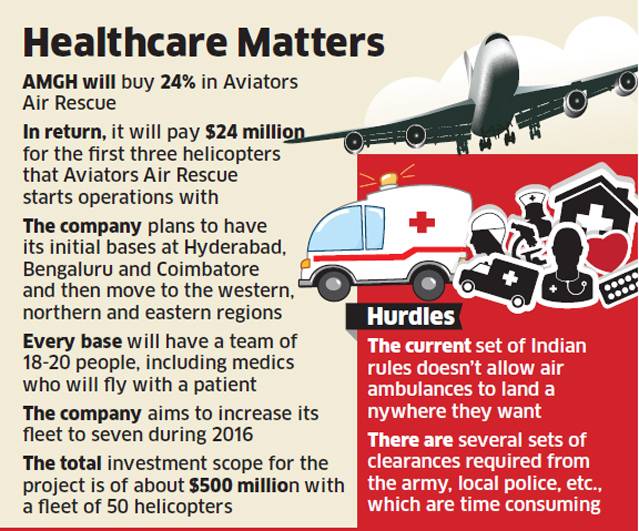 Healthcare Matters
AMGH will buy 24% in Aviators
Air Rescue
In return, it will pay $24 million
for the first three helicopters
that Aviators Air Rescue
starts operations with
The company plans to have
its initial bases at Hyderabad,
Bengaluru and Coimbatore
and then move to the western,
northern and eastern regions
Every base will have a team of
18-20 people, including medics
who will fly with a patient
The company aims to increase its
fleet to seven during 2016
The total investment scope for the
project is of about $500 million with
a fleet of 50 helicopters
Hurdles
The current set of Indian
rules doesn't allow air
ambulances to land a
nywhere they want
There are several sets of
clearances required from
the army, local police, etc.,
which are time consuming